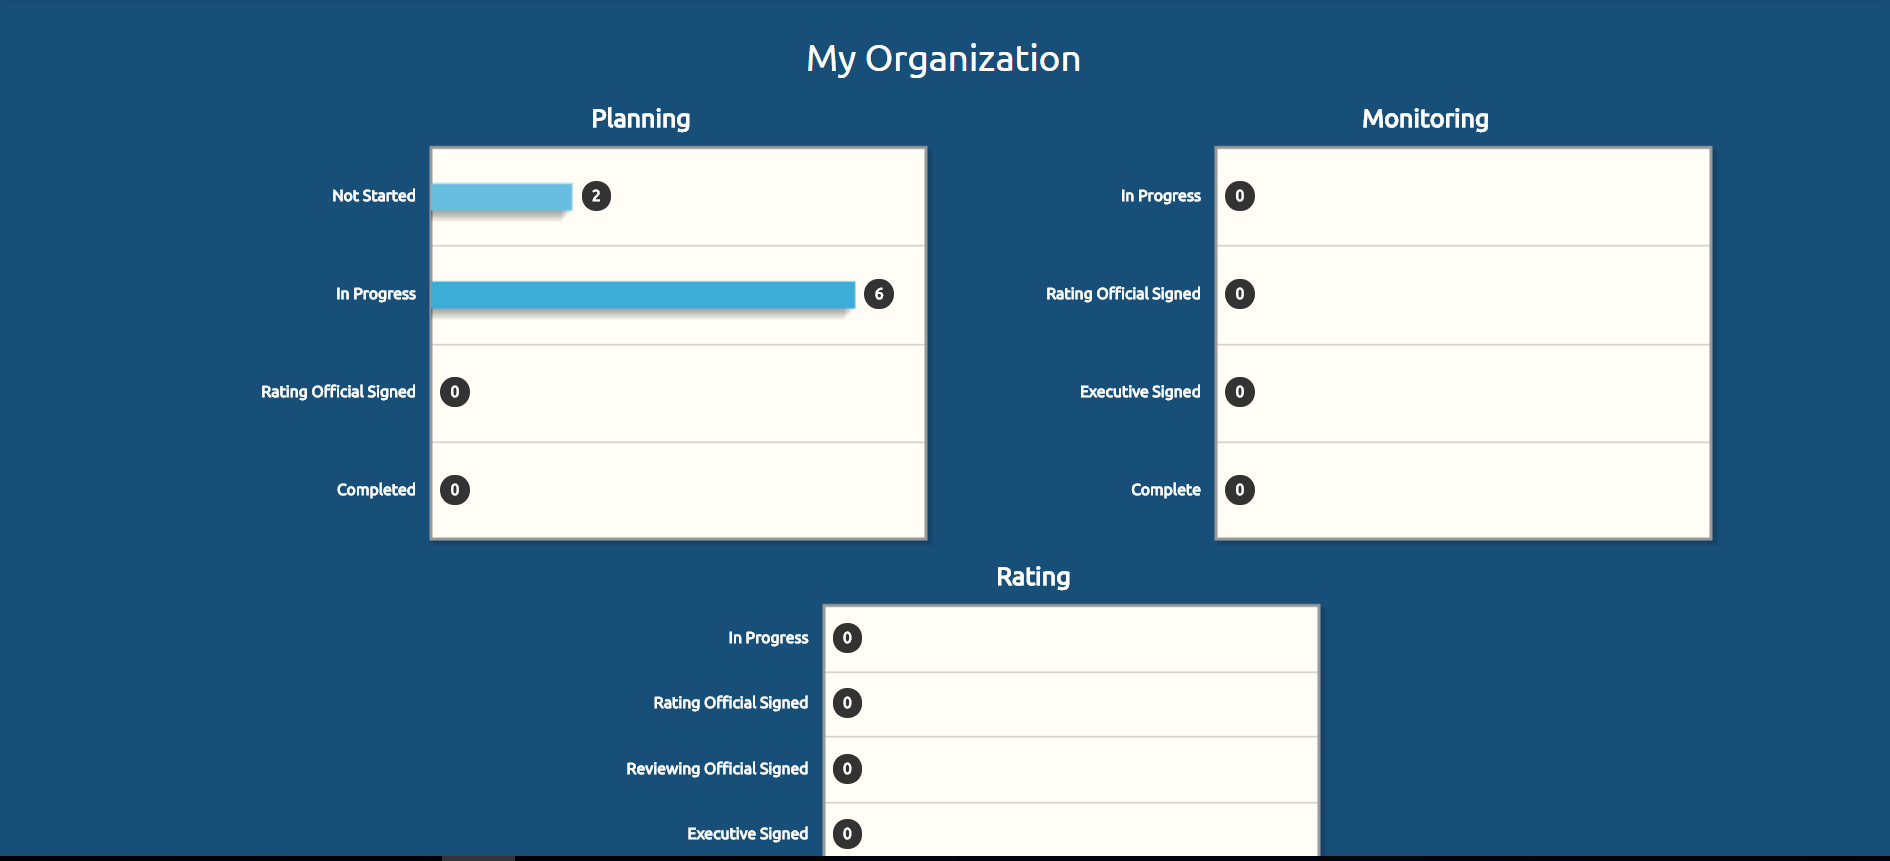 My Organization
Planning
Not Started 2
In Progress 6
Rating Official Signed 0
Completed 0
Monitoring
In Progress 0
Rating Official Signed 0
Executive Signed 0
Complete 0
Rating
In Progress 0
Rating Official Signed 0
Reviewing Official Signed 0
Executive Signed 0